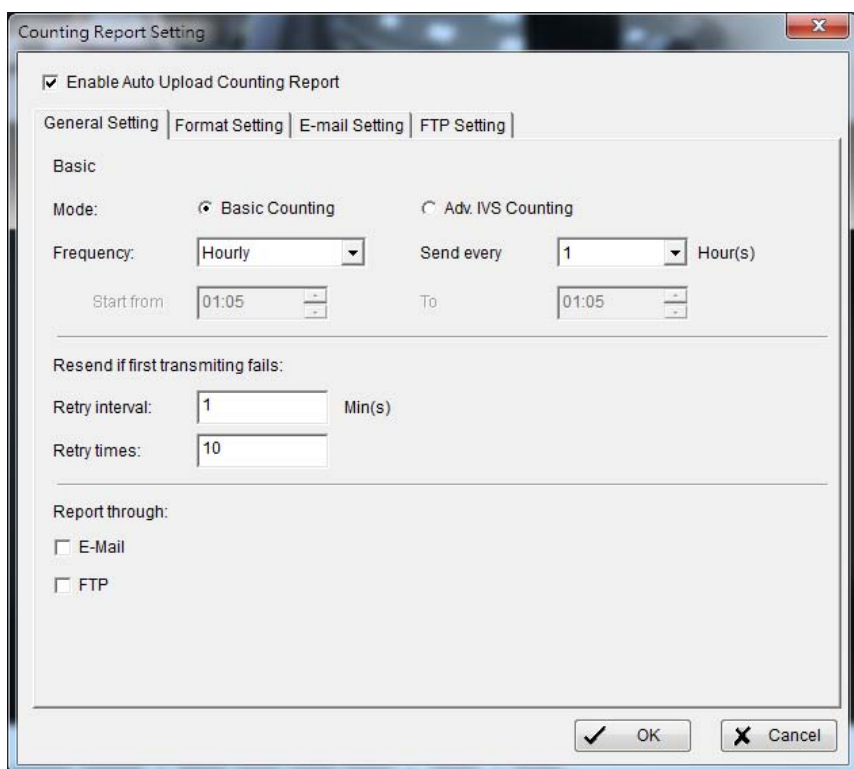 Counting Report Setting
Enable Auto Upload Counting Report
General Setting Format Setting E-mail Setting FTP Setting
Basic
Mode: Basic Counting Adv. IVS Counting
Frequency: Hourly Send every 1 Hour(s)
Start from 01:05 To 01:05
Resend if first transmiting fails:
Retry interval: 1 Min(s)
Retry times: 10
Report through:
E-Mail
FTP
OK Cancel